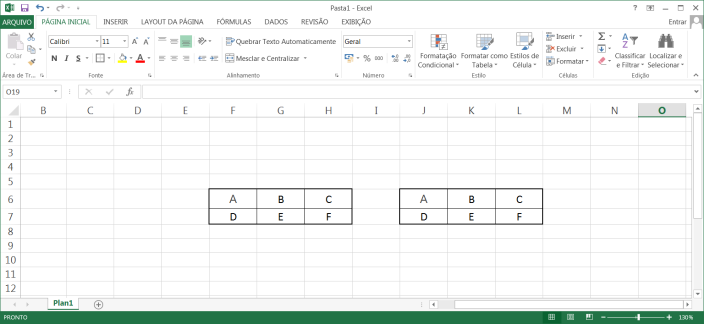 Pasta1 - Excel
ARQUIVO PÁGINA INICIAL INSERIR LAYOUT DA PÁGINA FÓRMULAS DADOS REVISÃO EXIBIÇÃO Entrar
Calibri 11 Quebrar Texto Automaticamente Geral Inserir
Colar N I S Mesclar e Centralizar % 000 Formatação Condicional Formatar como Tabela Estilos de Célula Excluir Formatar Classificar e Filtrar Localizar e Selecionar
Área de Tr... Fonte Alinhamento Número Estilo Células Edição
O19 fx
B C D E F G H I J K L M N O
1
2
3
4
5
6 A B C A B C
7 D E F D E F
8
9
10
11
12
Plan1
PRONTO 130%